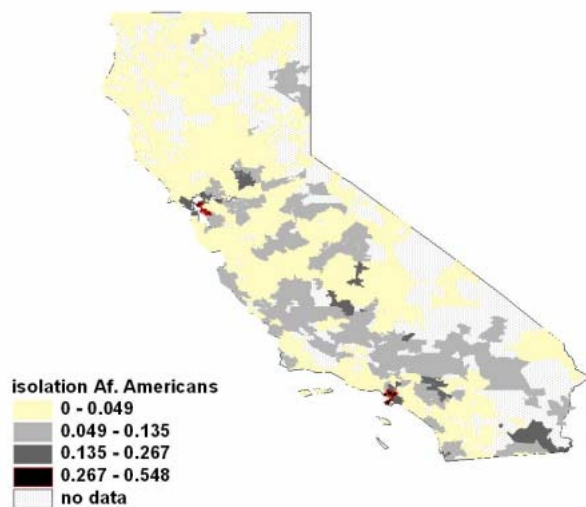 isolation Af. Americans
0 - 0.049
0.049 - 0.135
0.135 - 0.267
0.267 - 0.548
no data